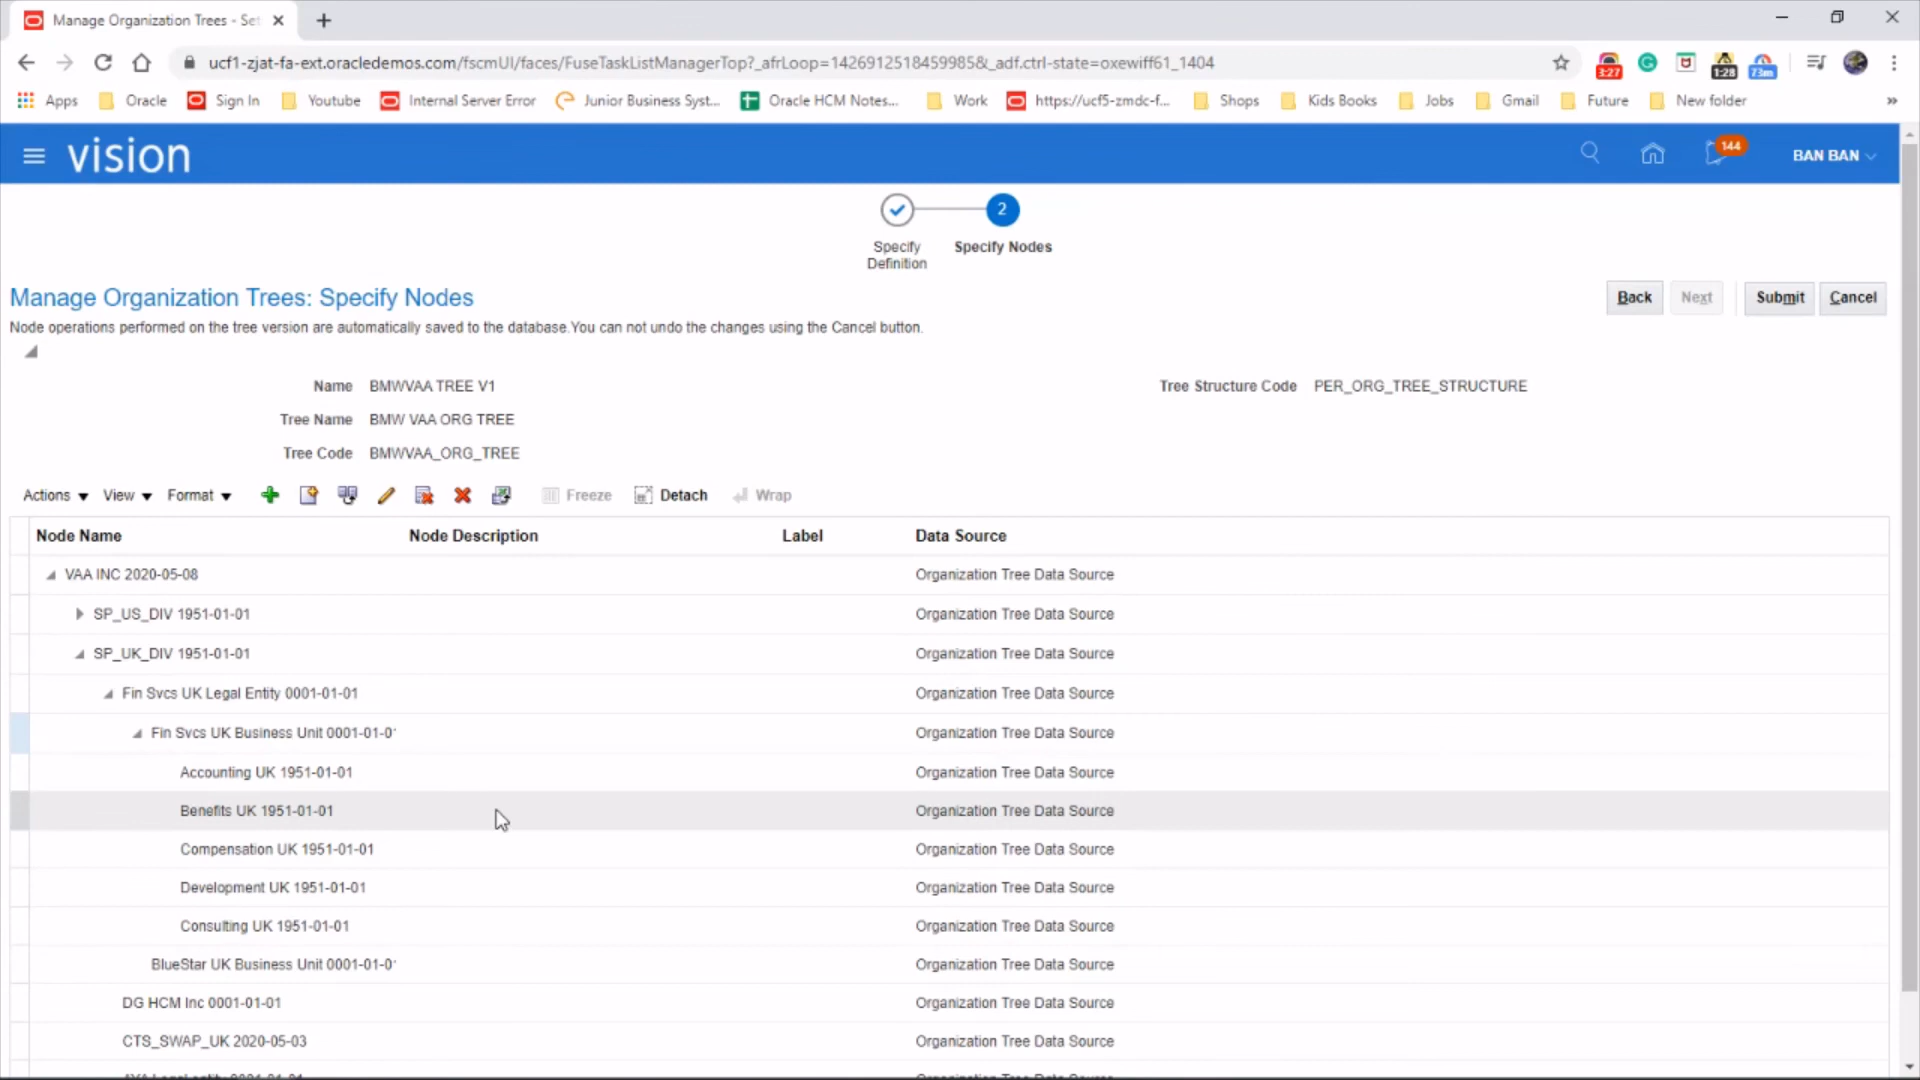 Manage Organization Trees - Set
ucf1-zjat-fa-ext.oracledemos.com/fscmUI/faces/FuseTaskListManagerTop?_afrLoop=14269125184599858&_adf.ctrl-state=oxewiff61_1404
3:27
1:28
73m
Apps
Oracle
Sign In
Youtube
Internal Server Error
Junior Business Syst...
Oracle HCM Notes...
Work
https://ucf5-zmdc-f...
Shops
Kids Books
Jobs
Gmail
Future
New folder
vision
144
BAN BAN
2
Specify Definition
Specify Nodes
Manage Organization Trees: Specify Nodes
Back
Next
Submit
Cancel
Node operations performed on the tree version are automatically saved to the database.You can not undo the changes using the Cancel button.
Name BMWVAA TREE V1
Tree Structure Code PER_ORG_TREE_STRUCTURE
Tree Name BMW VAA ORG TREE
Tree Code BMWVAA_ORG_TREE
Actions View Format Freeze Detach Wrap
Node Name Node Description Label Data Source
VAA INC 2020-05-08 Organization Tree Data Source
SP_US_DIV 1951-01-01 Organization Tree Data Source
SP_UK_DIV 1951-01-01 Organization Tree Data Source
Fin Svcs UK Legal Entity 0001-01-01 Organization Tree Data Source
Fin Svcs UK Business Unit 0001-01-0 Organization Tree Data Source
Accounting UK 1951-01-01 Organization Tree Data Source
Benefits UK 1951-01-01 Organization Tree Data Source
Compensation UK 1951-01-01 Organization Tree Data Source
Development UK 1951-01-01 Organization Tree Data Source
Consulting UK 1951-01-01 Organization Tree Data Source
BlueStar UK Business Unit 0001-01-0 Organization Tree Data Source
DG HCM Inc 0001-01-01 Organization Tree Data Source
CTS_SWAP_UK 2020-05-03 Organization Tree Data Source